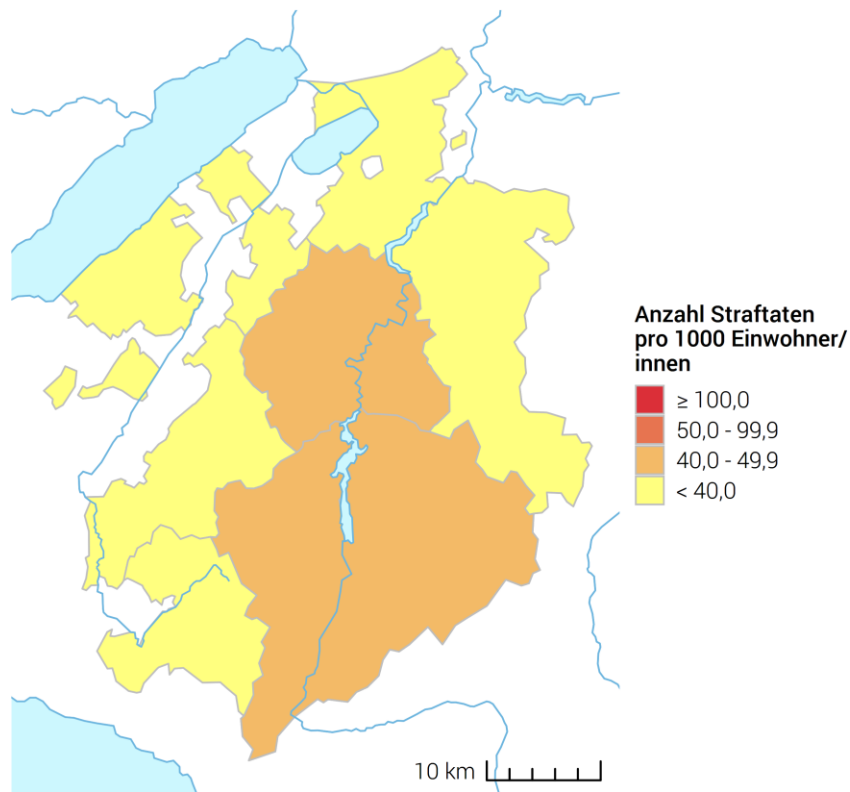 Anzahl Straftaten
pro 1000 Einwohner/
innen
≥ 100,0
50,0 - 99,9
40,0 - 49,9
< 40,0
10 km